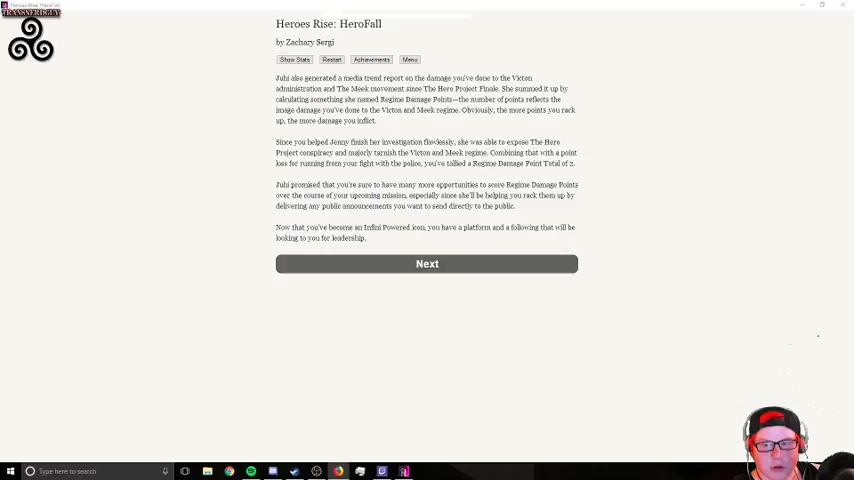 Heroes Rise: HeroFall
TRANSNERDGUY
Heroes Rise: HeroFall
by Zachary Sergi
Show Stats
Restart
Achievements
Menu
Juhi also generated a media trend report on the damage you've done to the Victon
administration and The Meek movement since The Hero Project Finale. She summed it up by
calculating something she named Regime Damage Points—the number of points reflects the
image damage you've done to the Victon and Meek regime. Obviously, the more points you rack
up, the more damage you inflict.
Since you helped Jenny finish her investigation flawlessly, she was able to expose The Hero
Project conspiracy and majorly tarnish the Victon and Meek regime. Combining that with a point
loss for running from your fight with the police, you've tallied a Regime Damage Point Total of 2.
Juhi promised that you're sure to have many more opportunities to score Regime Damage Points
over the course of your upcoming mission, especially since she'll be helping you rack them up by
delivering any public announcements you want to send directly to the public.
Now that you've become an Infini Powered icon, you have a platform and a following that will be
looking to you for leadership.
Next
Type here to search